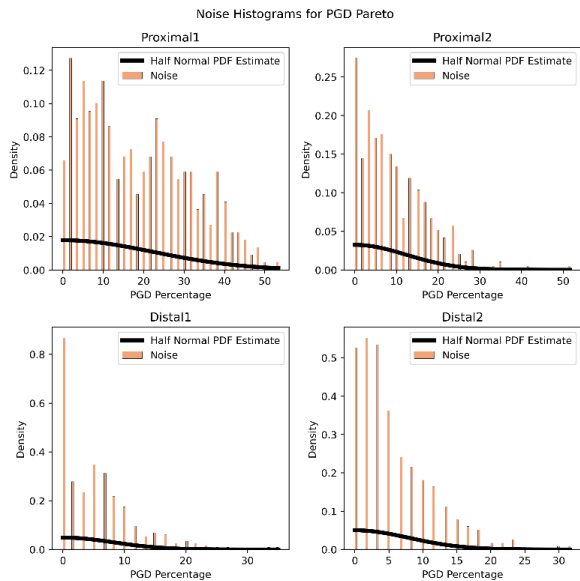 Noise Histograms for PGD Pareto
Proximal1
Half Normal PDF Estimate
Noise
Density
0.12
0.10
0.08
0.06
0.04
0.02
0.00
0 10 20 30 40 50
PGD Percentage
Proximal2
Half Normal PDF Estimate
Noise
Density
0.25
0.20
0.15
0.10
0.05
0.00
0 10 20 30 40 50
PGD Percentage
Distal1
Half Normal PDF Estimate
Noise
Density
0.8
0.6
0.4
0.2
0.0
0 10 20 30
PGD Percentage
Distal2
Half Normal PDF Estimate
Noise
Density
0.5
0.4
0.3
0.2
0.1
0.0
0 5 10 15 20 25 30
PGD Percentage